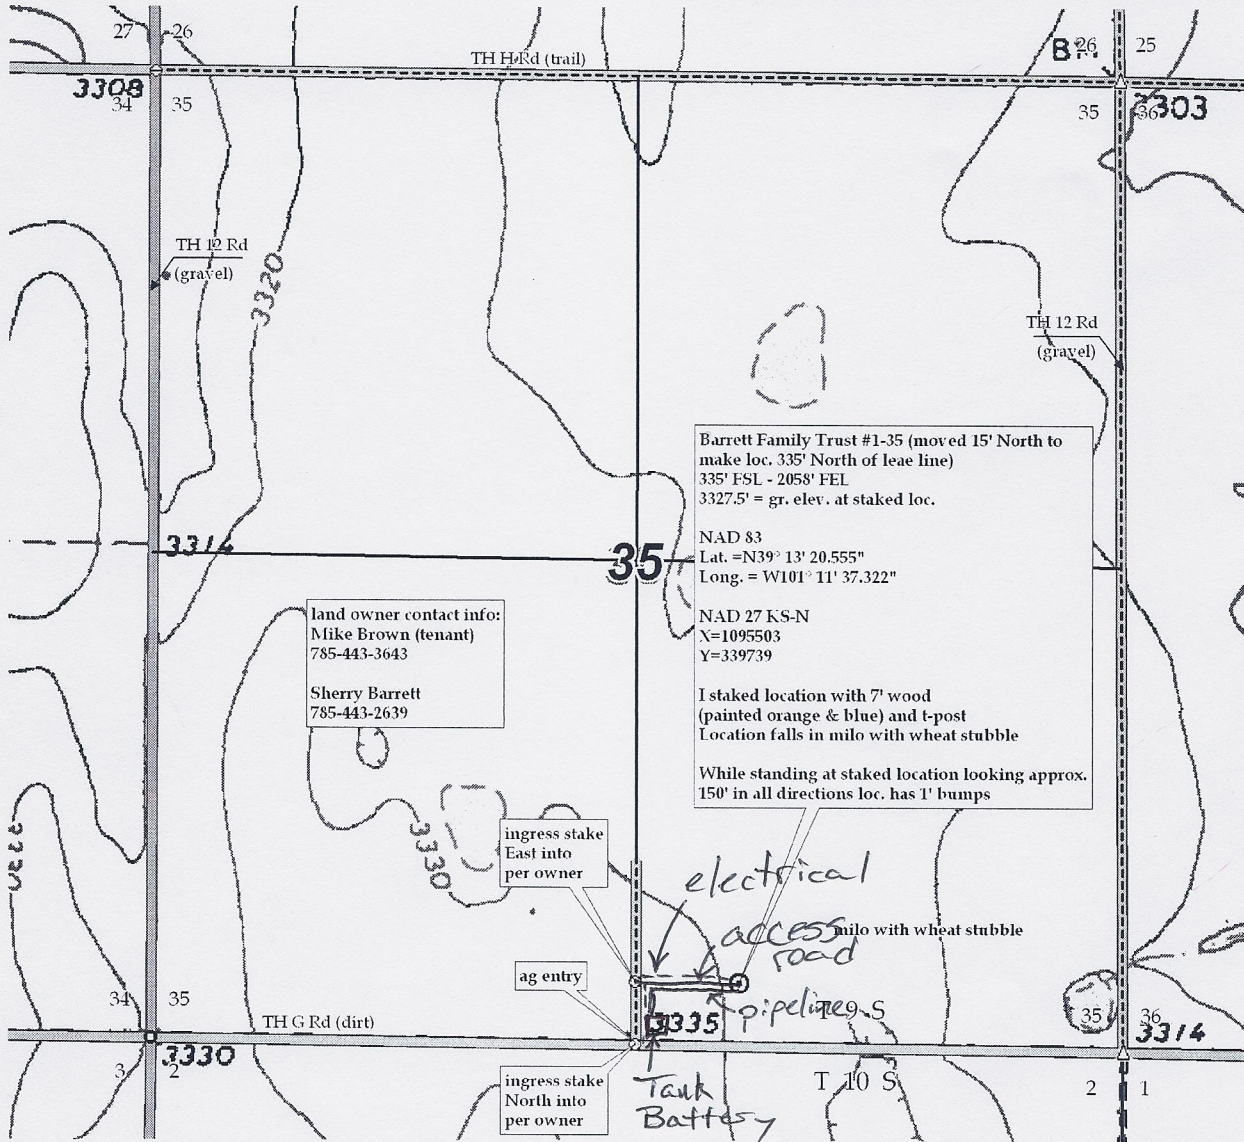 27
26
TH H Rd (trail)
26
25
3308
34
35
35
36
3303
TH 12 Rd
(gravel)
3320
TH 12 Rd
(gravel)
Barrett Family Trust #1-35 (moved 15' North to
make loc. 335' North of leae line)
335' FSL - 2058' FEL
3327.5' = gr. elev. at staked loc.
NAD 83
Lat. =N39° 13' 20.555"
Long. = W101° 11' 37.322"
NAD 27 KS-N
X=1095503
Y=339739
I staked location with 7' wood
(painted orange & blue) and t-post
Location falls in milo with wheat stubble
While standing at staked location looking approx.
150' in all directions loc. has 1' bumps
3314
35
land owner contact info:
Mike Brown (tenant)
785-443-3643
Sherry Barrett
785-443-2639
3330
ingress stake
East into
per owner
electrical
access
road
milo with wheat stubble
ag entry
pipelines
T 9 S
34
35
TH G Rd (dirt)
3335
35
36
3330
3314
3
2
ingress stake
North into
per owner
Tank
Battery
T 10 S
2
1